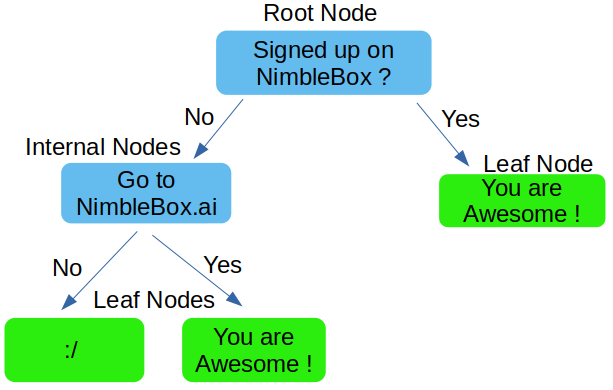 Root Node
Signed up on
NimbleBox ?
No
Yes
Internal Nodes
Leaf Node
Go to
NimbleBox.ai
You are
Awesome !
No
Yes
Leaf Nodes
:/
You are
Awesome !